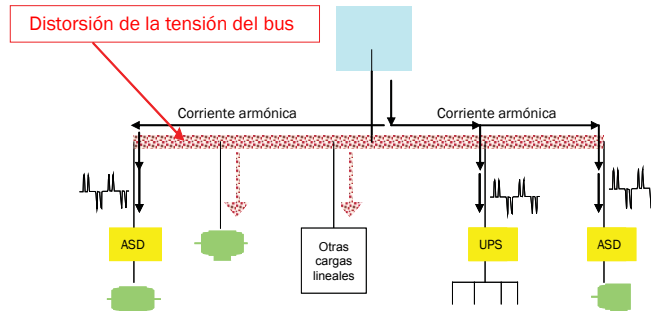 Distorsión de la tensión del bus
Corriente armónica
Corriente armónica
ASD
Otras
cargas
lineales
UPS
ASD